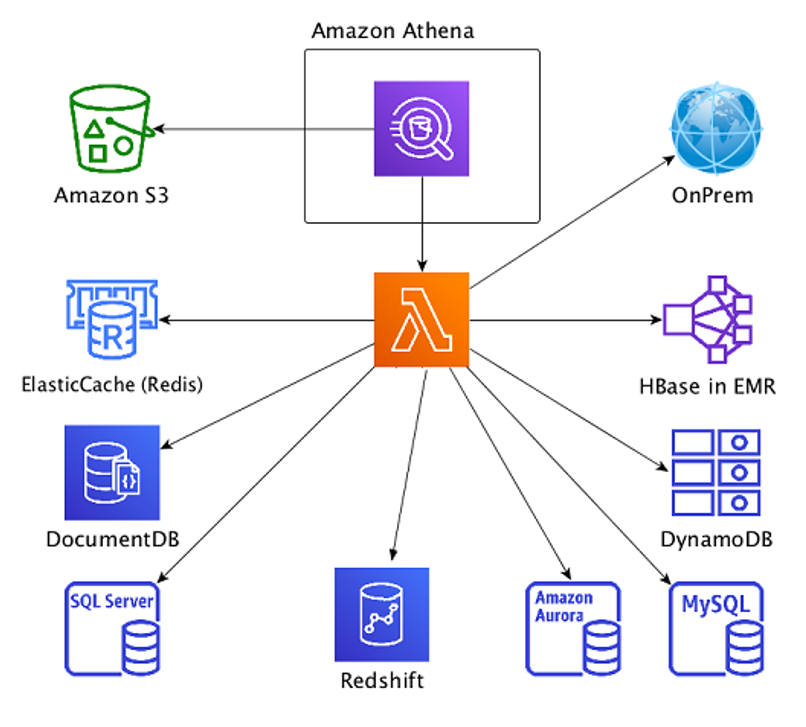 Amazon Athena
Amazon S3
OnPrem
R
ElasticCache (Redis)
HBase in EMR
{}
DocumentDB
DynamoDB
SQL Server
Amazon
Aurora
MySQL
Redshift